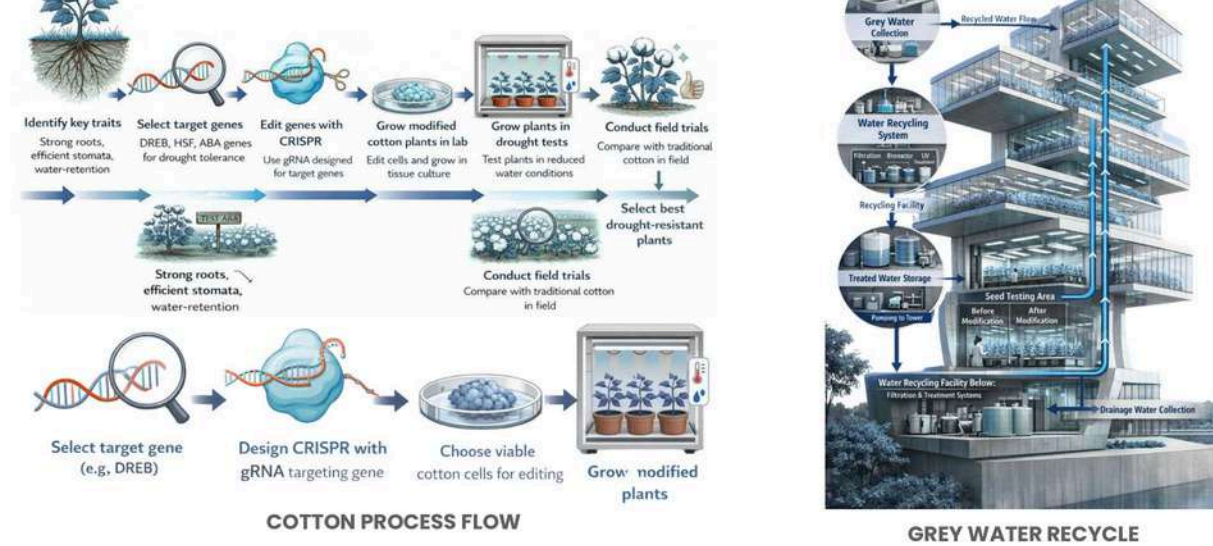 Identify key traits
Strong roots,
efficient stomata,
water-retention
Select target genes
DREB, HSF, ABA genes
for drought tolerance
Edit genes with
CRISPR
Use gRNA designed
for target genes
Grow modified
cotton plants in lab
Edit cells and grow in
tissue culture
Grow plants in
drought tests
Test plants in reduced
water conditions
Conduct field trials
Compare with traditional
cotton in field
Select best
drought-resistant
plants
TEST ABA
Strong roots,
efficient stomata,
water-retention
Conduct field trials
Compare with traditional cotton
in field
Select target gene
(e.g, DREB)
Design CRISPR with
gRNA targeting gene
Choose viable
cotton cells for editing
Grow modified
plants
COTTON PROCESS FLOW
Grey Water
Collection
Recycled Water Flow
Water Recycling
System
Filtration
Bioreactor
UV
Treatment
Recycling Facility
Treated Water Storage
Pumping to Tower
Seed Testing Area
Before
Modification
After
Modification
Water Recycling Facility Below:
Filtration & Treatment Systems
Drainage Water Collection
GREY WATER RECYCLE